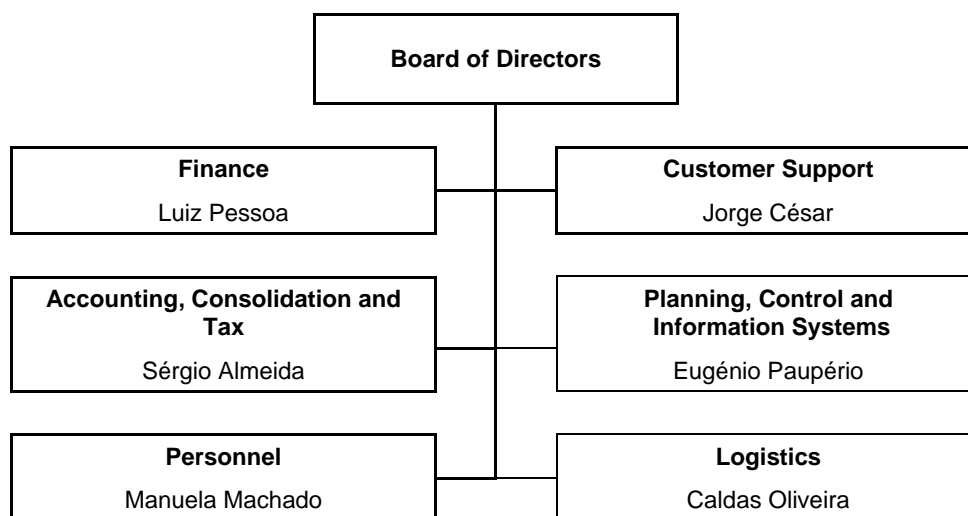 Board of Directors
Finance
Luiz Pessoa
Customer Support
Jorge César
Accounting, Consolidation and
Tax
Sérgio Almeida
Planning, Control and
Information Systems
Eugénio Paupério
Personnel
Manuela Machado
Logistics
Caldas Oliveira